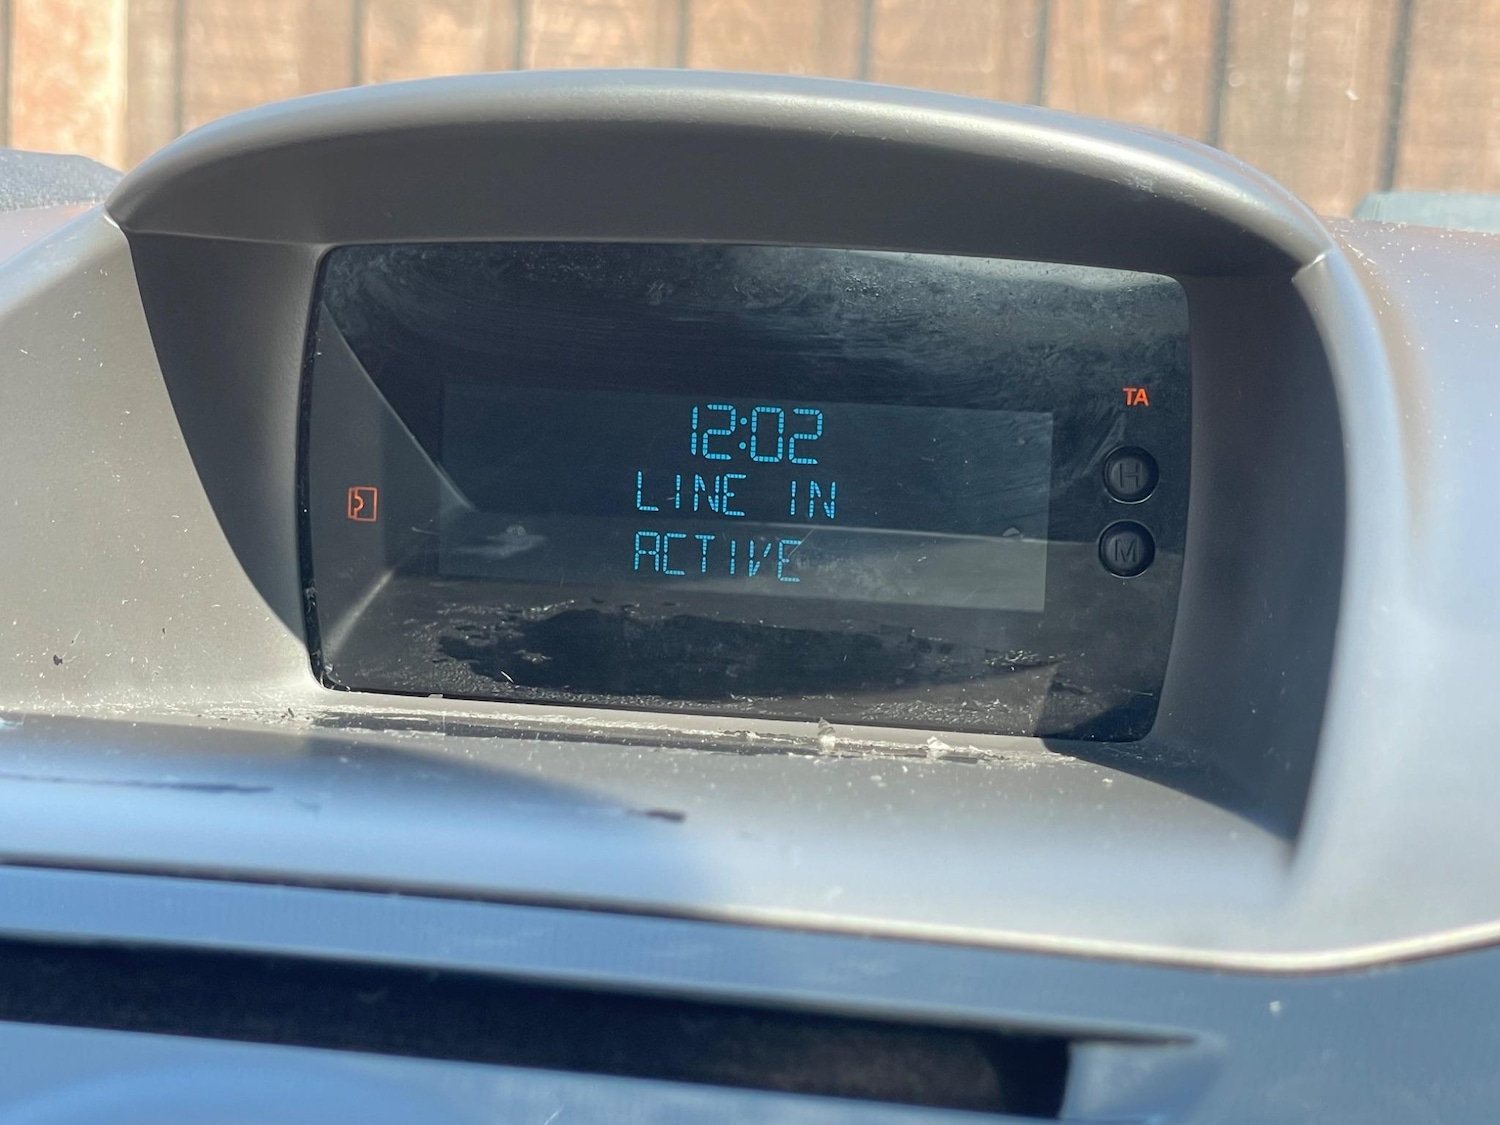 12:02
LINE IN
ACTIVE
TA
H
M